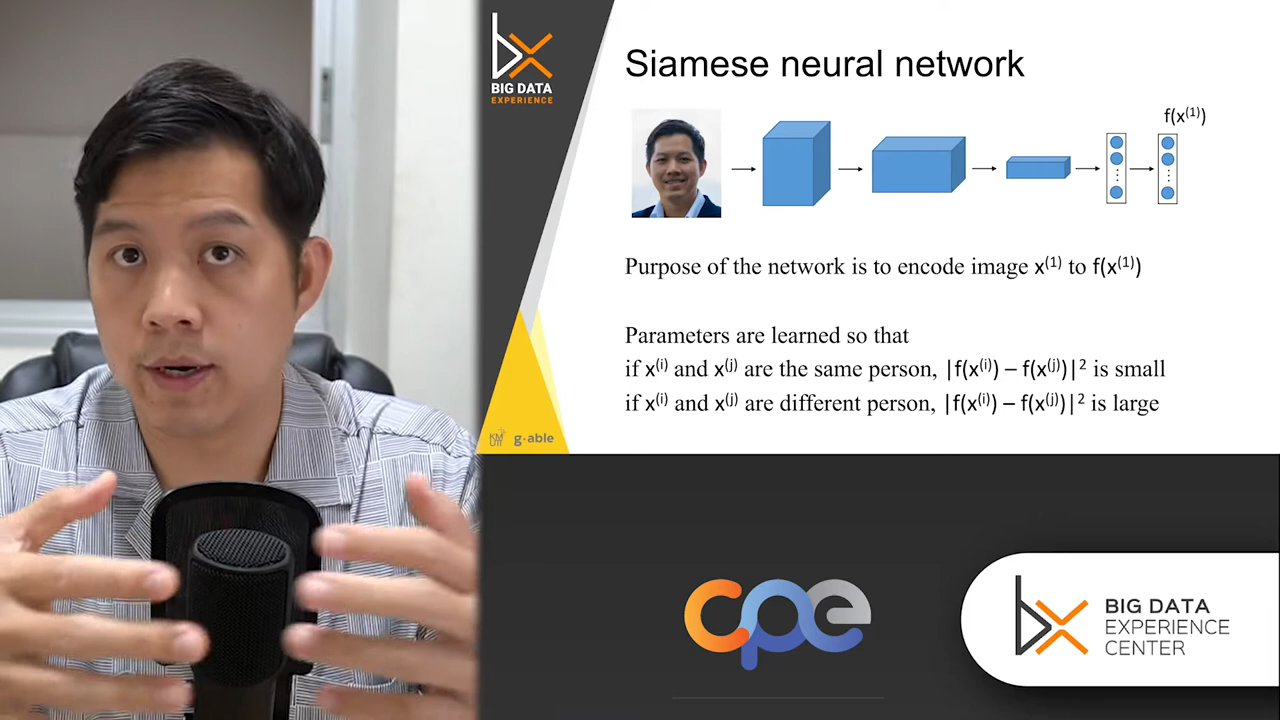 BIG DATA
EXPERIENCE
Siamese neural network
f(x⁽¹⁾)
Purpose of the network is to encode image x⁽¹⁾ to f(x⁽¹⁾)
Parameters are learned so that
if x⁽ⁱ⁾ and x⁽ʲ⁾ are the same person, |f(x⁽ⁱ⁾) – f(x⁽ʲ⁾)|² is small
if x⁽ⁱ⁾ and x⁽ʲ⁾ are different person, |f(x⁽ⁱ⁾) – f(x⁽ʲ⁾)|² is large
g·able
cpe
bx
BIG DATA
EXPERIENCE
CENTER